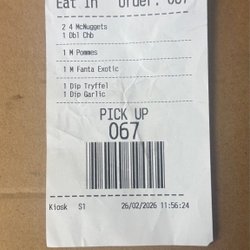 Eat In Order: 067
2 4 McNuggets
1 Dbl Chb
1 M Pommes
1 M Fanta Exotic
1 Dip Tryffel
1 Dip Garlic
PICK UP
067
Kiosk S1 26/02/2026 11:56:24